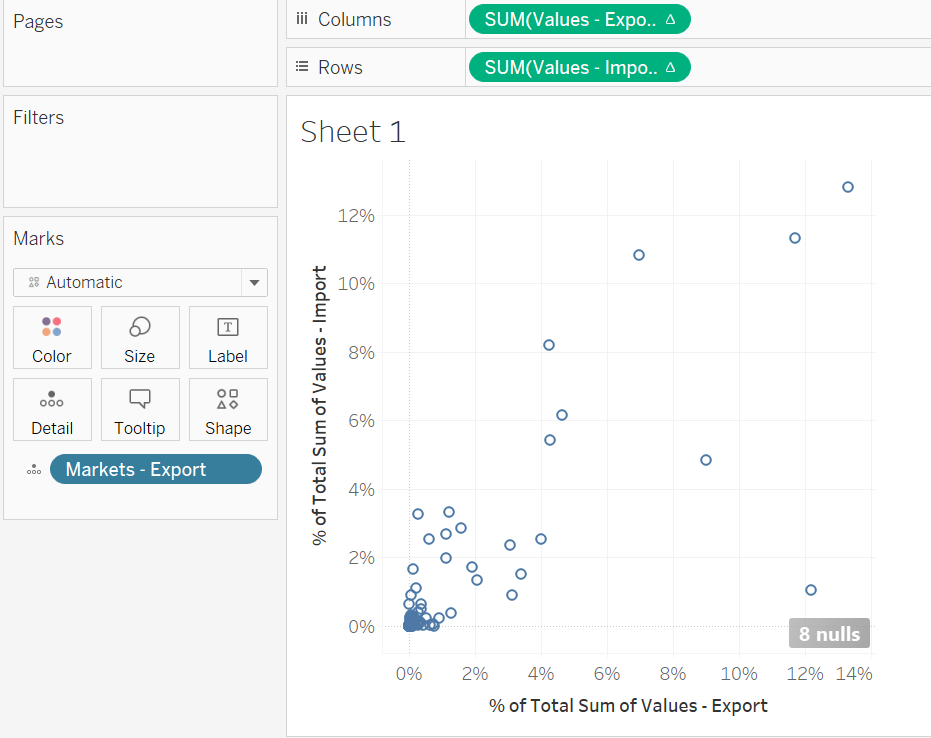 Pages
Columns
SUM(Values - Expo..
Rows
SUM(Values - Impo..
Filters
Marks
Automatic
Color
Size
Label
Detail
Tooltip
Shape
Markets - Export
Sheet 1
% of Total Sum of Values - Import
12%
10%
8%
6%
4%
2%
0%
8 nulls
0%
2%
4%
6%
8%
10%
12%
14%
% of Total Sum of Values - Export